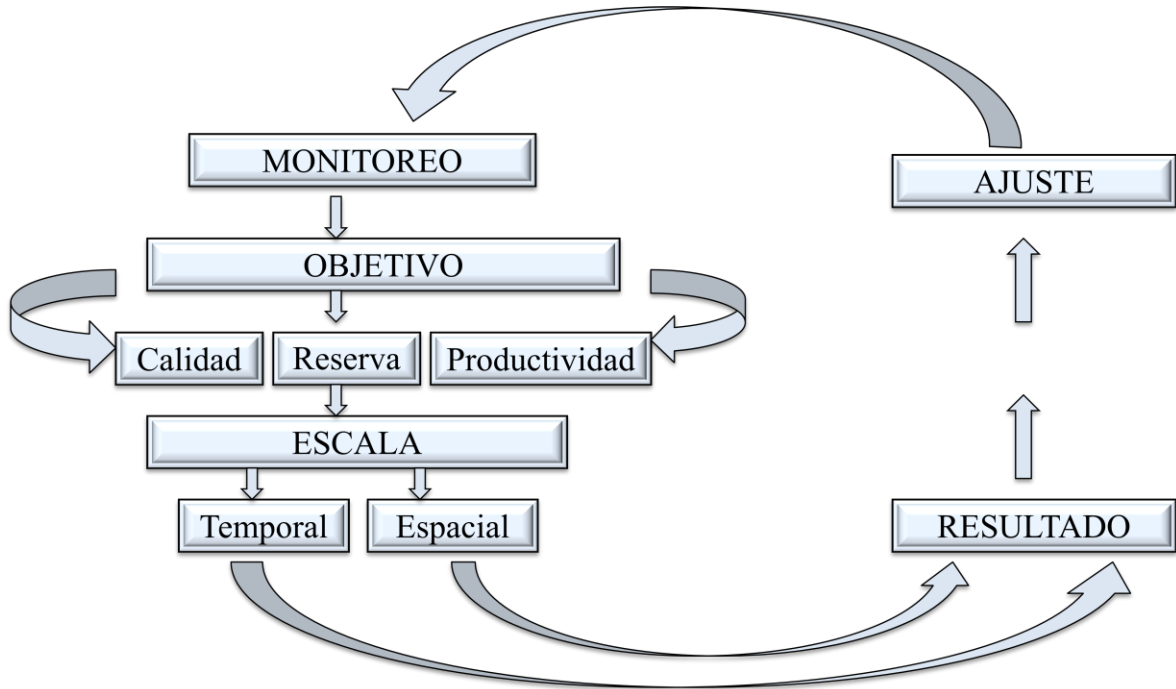 MONITOREO
AJUSTE
OBJETIVO
Calidad
Reserva
Productividad
ESCALA
Temporal
Espacial
RESULTADO